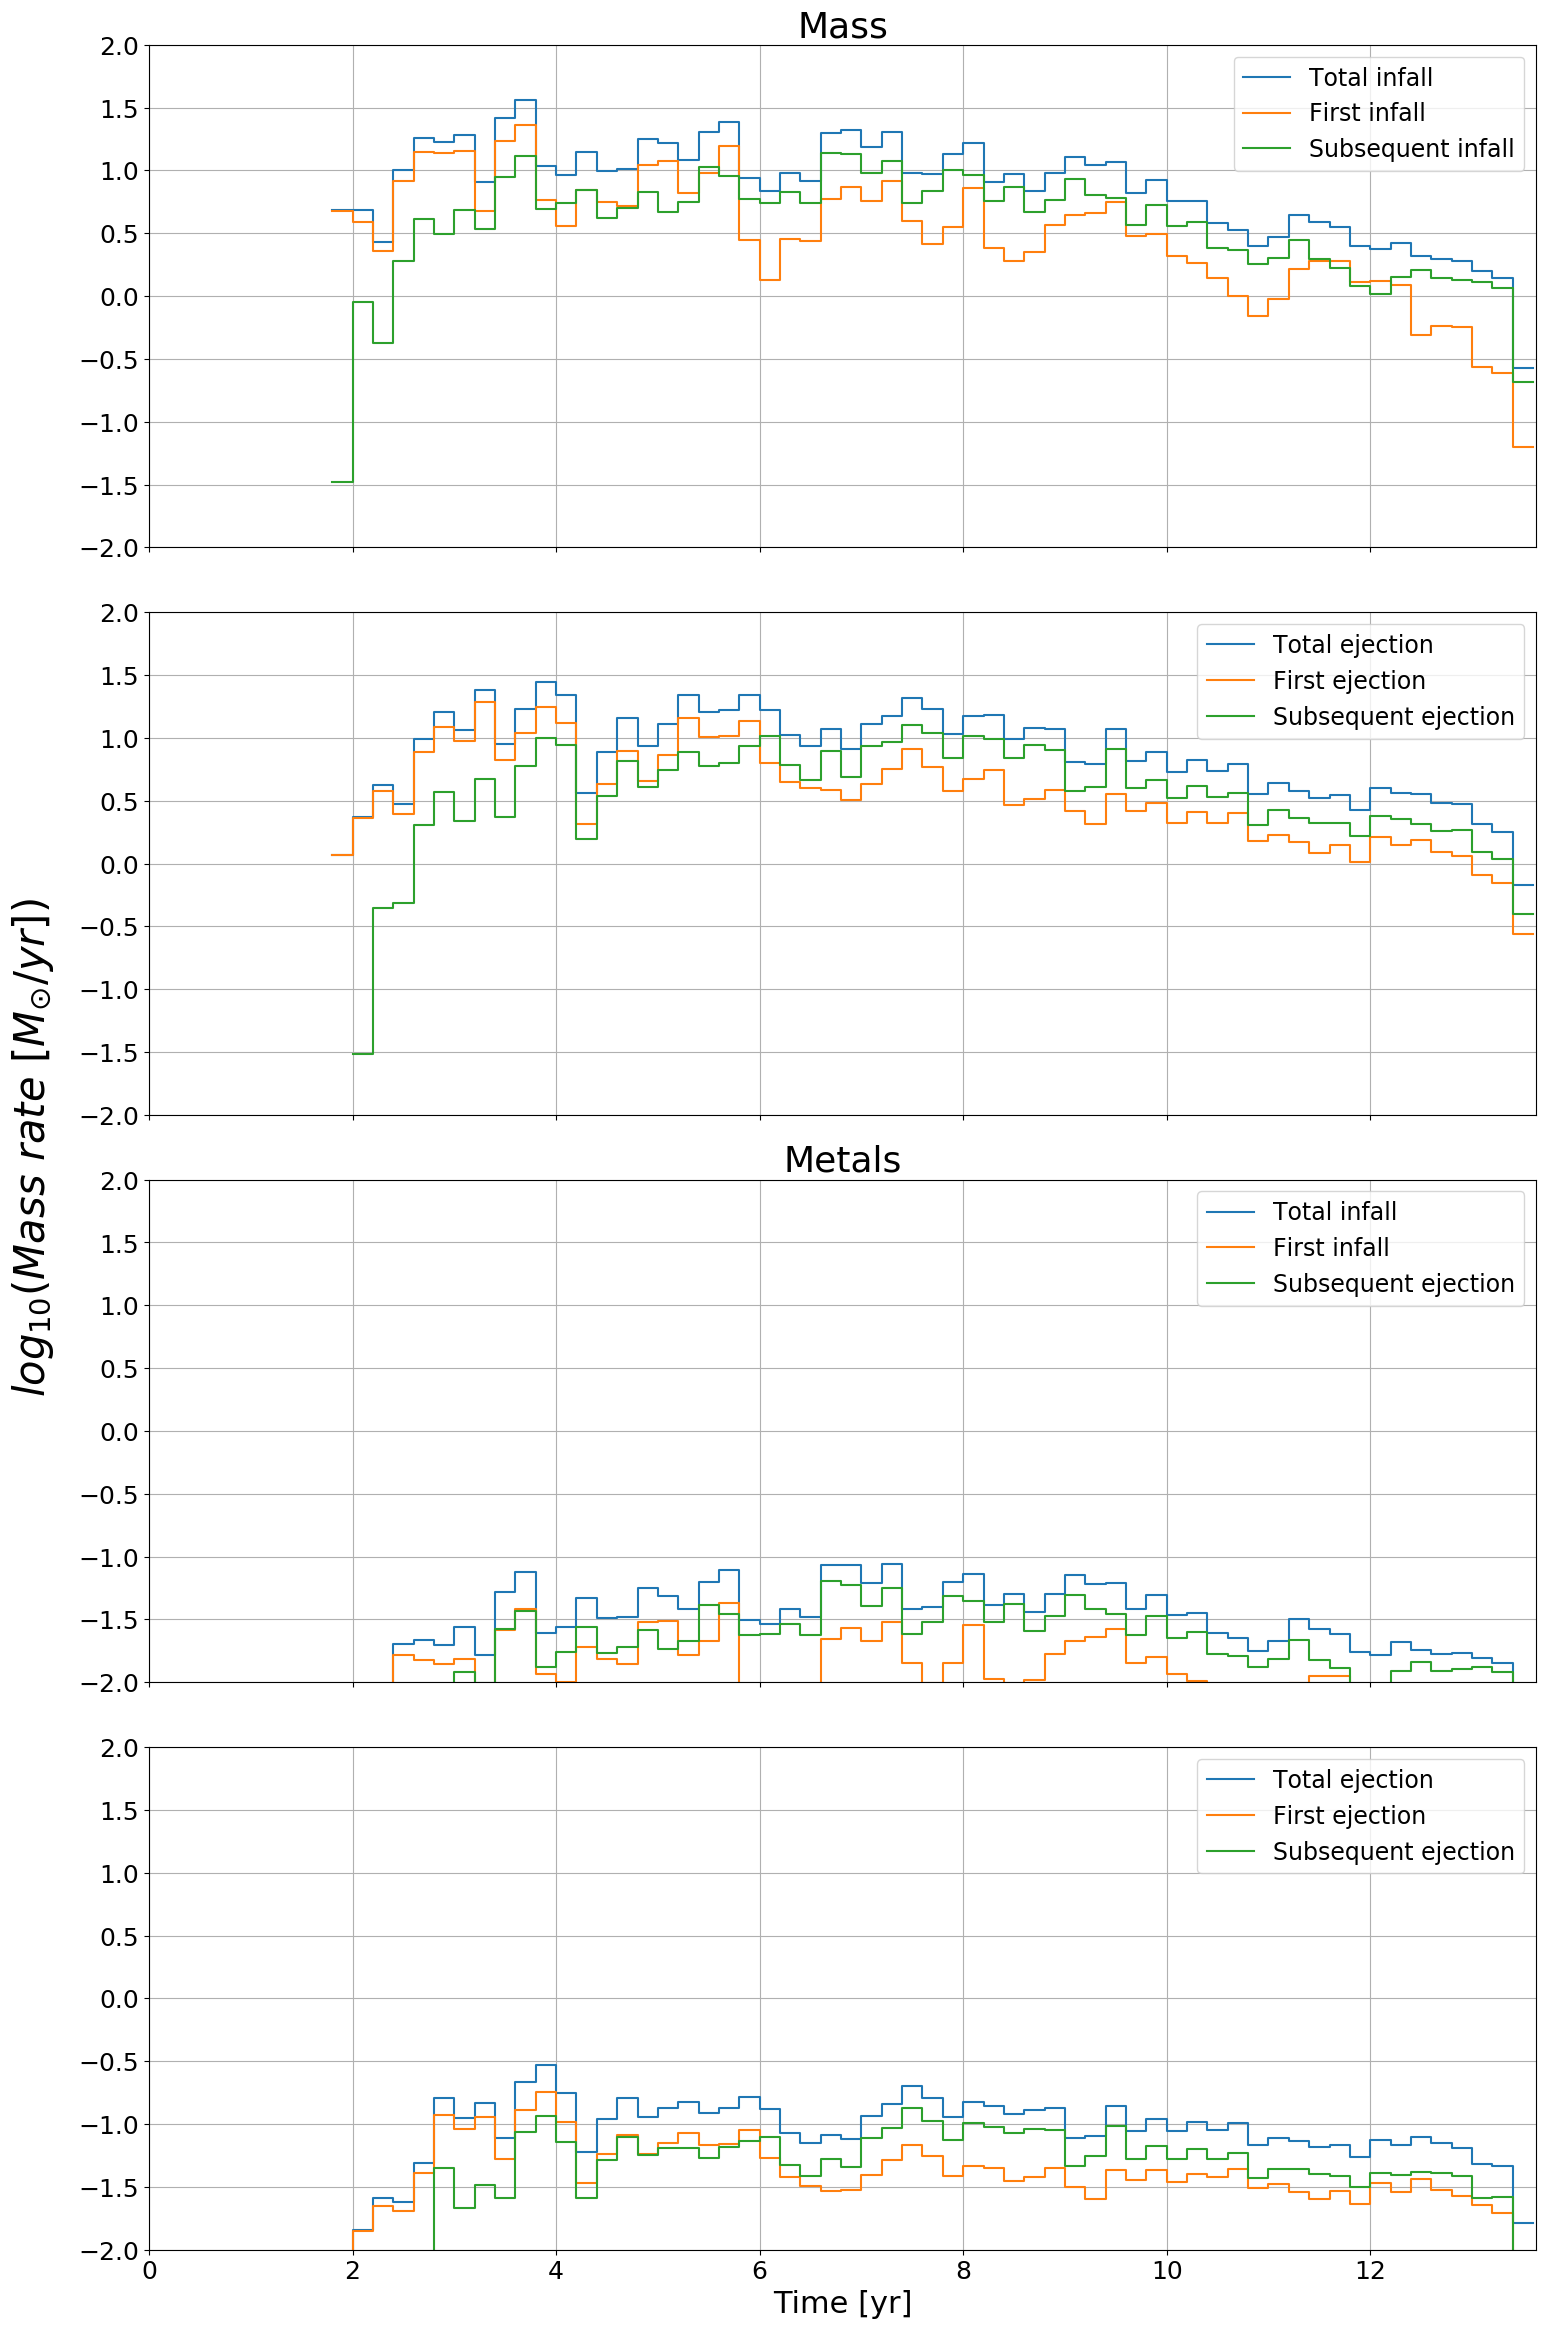 Mass
2.0
1.5
1.0
0.5
0.0
−0.5
−1.0
−1.5
−2.0
Total infall
First infall
Subsequent infall
2.0
1.5
1.0
0.5
0.0
−0.5
−1.0
−1.5
−2.0
Total ejection
First ejection
Subsequent ejection
log₁₀(Mass rate [M⊙/yr])
Metals
2.0
1.5
1.0
0.5
0.0
−0.5
−1.0
−1.5
−2.0
Total infall
First infall
Subsequent ejection
2.0
1.5
1.0
0.5
0.0
−0.5
−1.0
−1.5
−2.0
Total ejection
First ejection
Subsequent ejection
0 2 4 6 8 10 12
Time [yr]